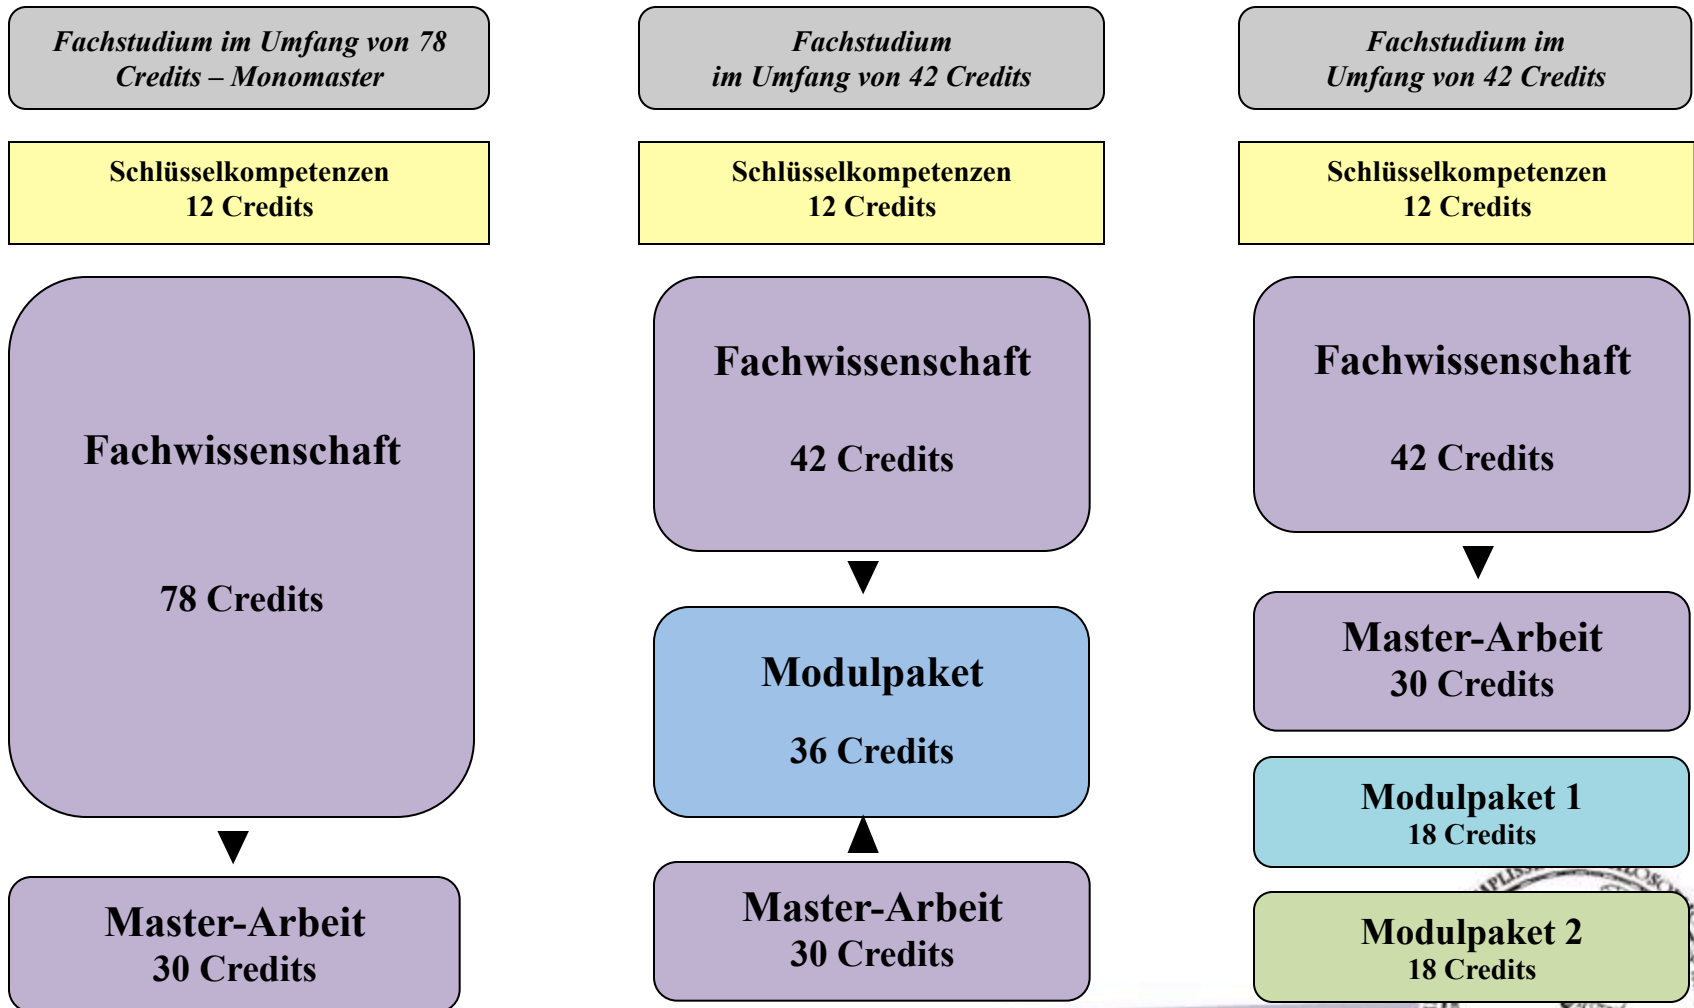 Fachstudium im Umfang von 78
Credits – Monomaster
Schlüsselkompetenzen
12 Credits
Fachwissenschaft
78 Credits
Master-Arbeit
30 Credits
Fachstudium
im Umfang von 42 Credits
Schlüsselkompetenzen
12 Credits
Fachwissenschaft
42 Credits
Modulpaket
36 Credits
Master-Arbeit
30 Credits
Fachstudium im
Umfang von 42 Credits
Schlüsselkompetenzen
12 Credits
Fachwissenschaft
42 Credits
Master-Arbeit
30 Credits
Modulpaket 1
18 Credits
Modulpaket 2
18 Credits